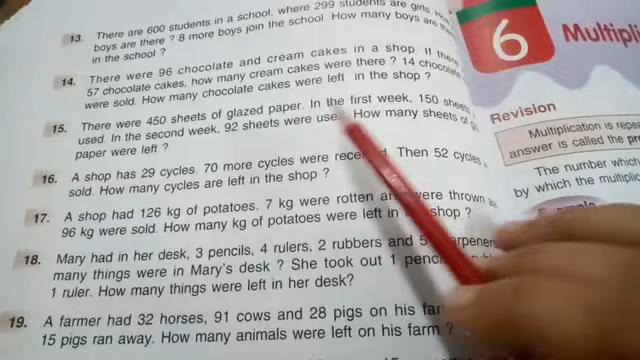 13. There are 600 students in a school, where 299 students are girls. How
boys are there ? 8 more boys join the school. How many boys are
in the school ?
14. There were 96 chocolate and cream cakes in a shop. If there
57 chocolate cakes, how many cream cakes were there ? 14 chocolate
were sold. How many chocolate cakes were left in the shop ?
15. There were 450 sheets of glazed paper. In the first week, 150 sheets
used. In the second week, 92 sheets were How many sheets of
paper were left ?
16. A shop has 29 cycles. 70 more cycles were Then 52 cycles
sold. How many cycles are left in the shop ?
17. A shop had 126 kg of potatoes. 7 kg were rotten were thrown
96 kg were sold. How many kg of potatoes were left in shop ?
18. Mary had in her desk, 3 pencils, 4 rulers, 2 rubbers and 5
many things were in Mary's desk ? She took out 1
1 ruler. How many things were left in her desk?
19. A farmer had 32 horses, 91 cows and 28 pigs on his
15 pigs ran away. How many animals were left on his farm ?
6
Revision
Multiplication is
answer is called the
The number which
by which the